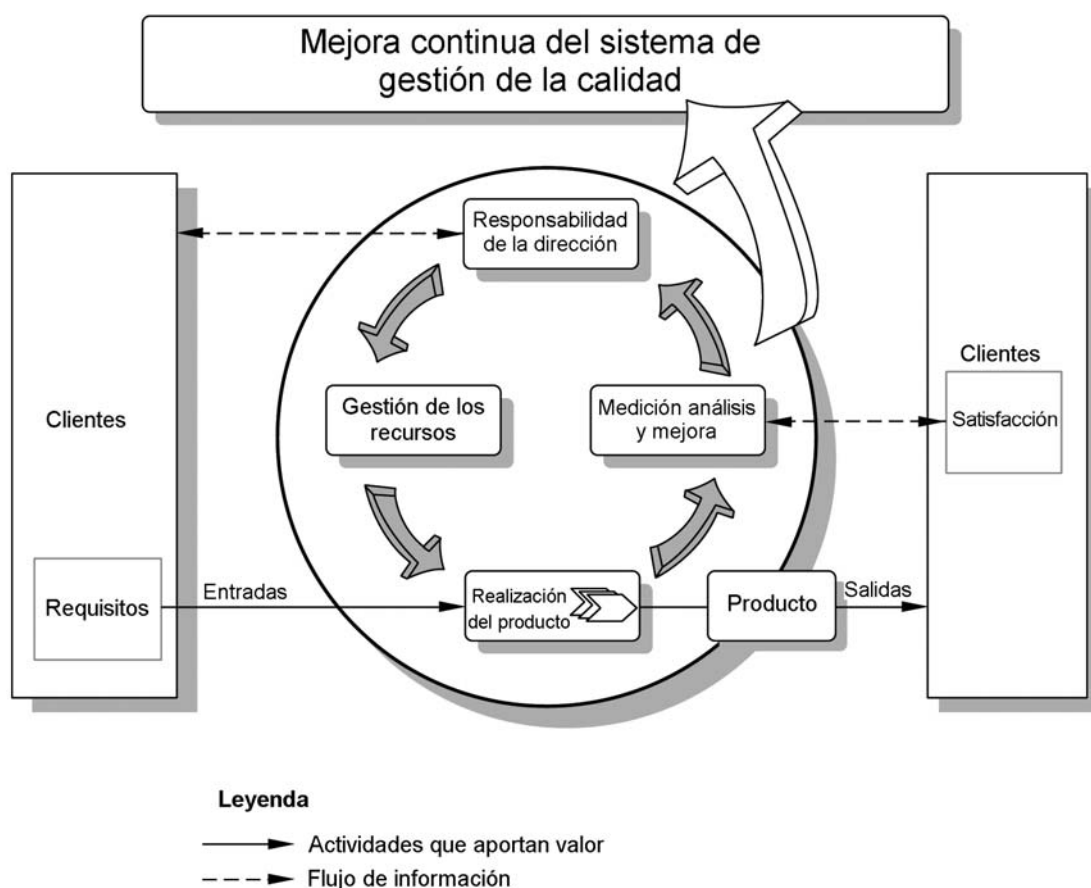 Mejora continua del sistema de
gestión de la calidad
Responsabilidad
de la dirección
Clientes
Gestión de los
recursos
Medición análisis
y mejora
Clientes
Satisfacción
Requisitos
Entradas
Realización
del producto
Producto
Salidas
Leyenda
Actividades que aportan valor
Flujo de información